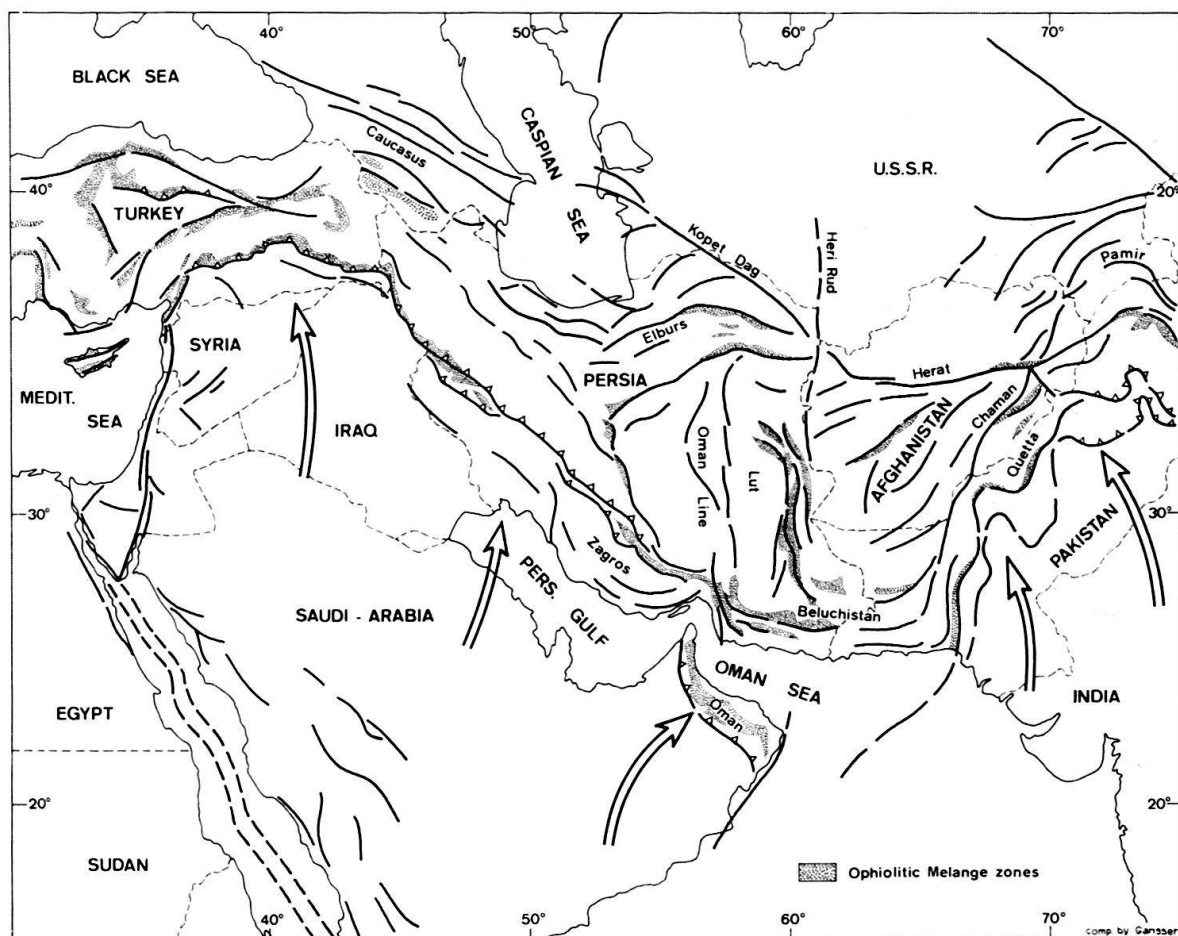 40°
50°
60°
70°
BLACK SEA
CASPIAN
SEA
Caucasus
U.S.S.R.
40°
20°
TURKEY
Kopet Dag
Heri Rud
Pamir
SYRIA
Elburs
Herat
PERSIA
MEDIT.
SEA
IRAQ
Oman
Line
Lut
AFGHANISTAN
Chaman
Quetta
30°
30°
PAKISTAN
Zagros
PERS.
GULF
SAUDI - ARABIA
Beluchistan
OMAN SEA
Oman
INDIA
EGYPT
20°
20°
SUDAN
Ophiolitic Melange zones
40°
50°
60°
70°
comp. by Gansser